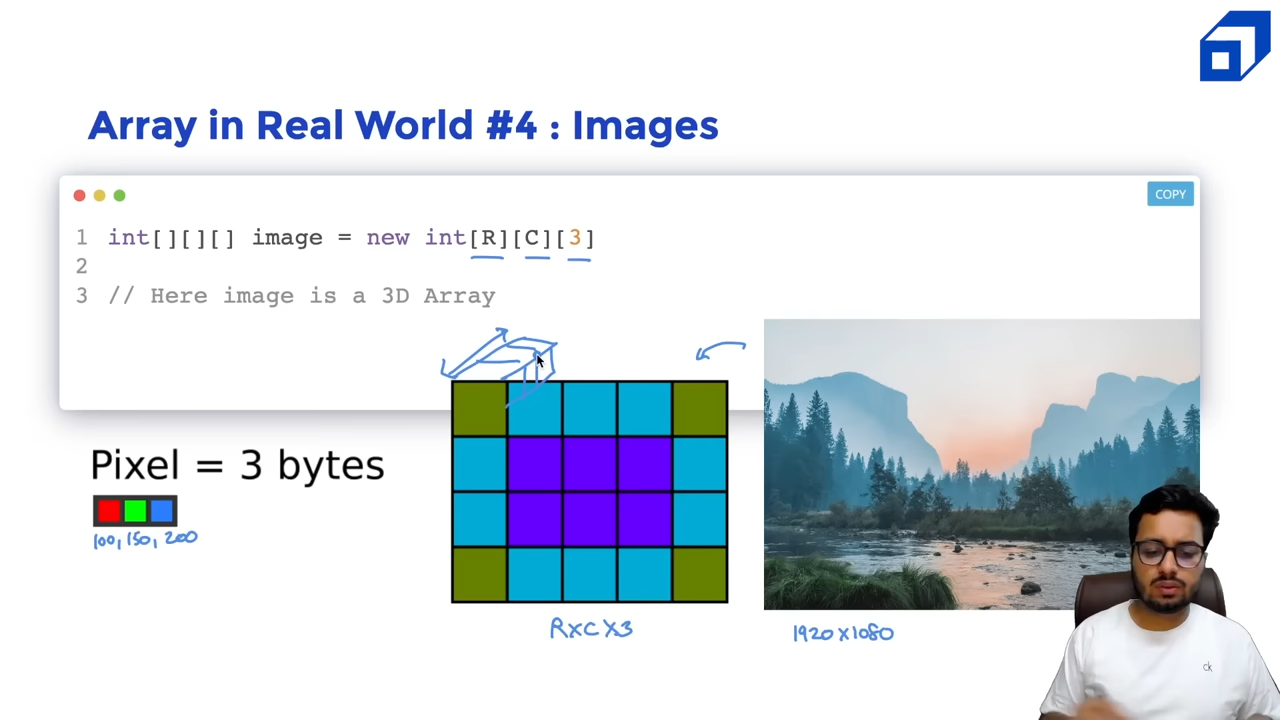 Array in Real World #4 : Images
COPY
1 int[][][] image = new int[R][C][3]
2
3 // Here image is a 3D Array
Pixel = 3 bytes
100, 150, 200
RxCx3
1920x1080
ck